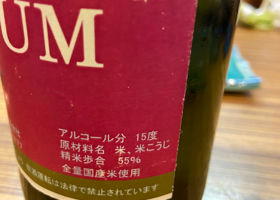 UM
アルコール分 15度
原材料名 米、米こうじ
精米歩合 55%
全量国産米使用
転は法律で禁止されています